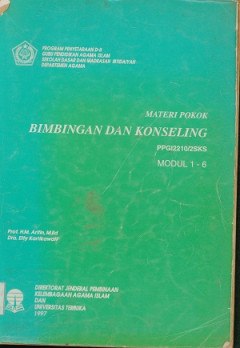 PROGRAM PENYETARAAN D-II
GURU PENDIDIKAN AGAMA ISLAM
SEKOLAH DASAR DAN MADRASAH IBTIDAIYAH
DEPARTEMEN AGAMA
MATERI POKOK
BIMBINGAN DAN KONSELING
PPGI2210/2SKS
MODUL 1 - 6
Prof. H.M. Arifin, M.Ed
Dra. Etty Kartikawati
DIREKTORAT JENDERAL PEMBINAAN
KELEMBAGAAN AGAMA ISLAM
DAN
UNIVERSITAS TERBUKA
1997